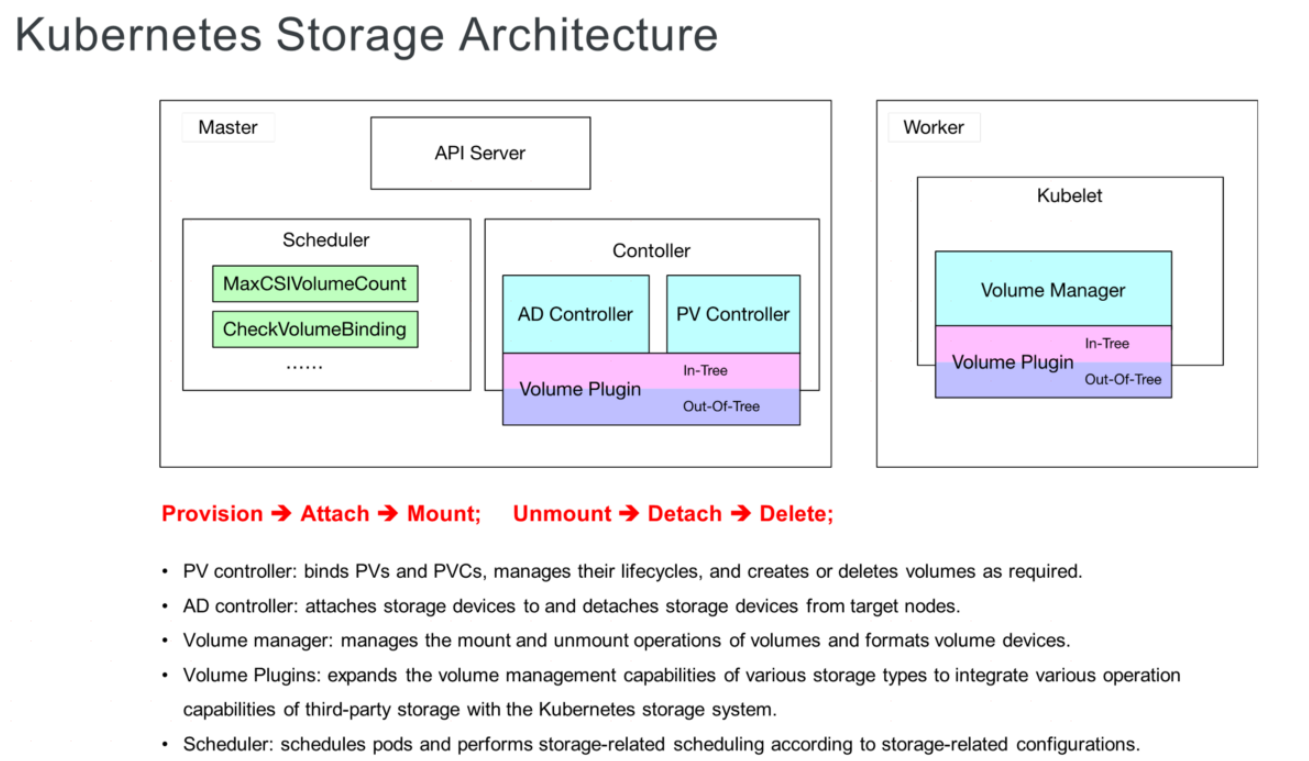 Kubernetes Storage Architecture
Master
API Server
Scheduler
MaxCSIVolumeCount
CheckVolumeBinding
......
Contoller
AD Controller
PV Controller
Volume Plugin
In-Tree
Out-Of-Tree
Worker
Kubelet
Volume Manager
Volume Plugin
In-Tree
Out-Of-Tree
Provision ➔ Attach ➔ Mount; Unmount ➔ Detach ➔ Delete;
• PV controller: binds PVs and PVCs, manages their lifecycles, and creates or deletes volumes as required.
• AD controller: attaches storage devices to and detaches storage devices from target nodes.
• Volume manager: manages the mount and unmount operations of volumes and formats volume devices.
• Volume Plugins: expands the volume management capabilities of various storage types to integrate various operation
capabilities of third-party storage with the Kubernetes storage system.
• Scheduler: schedules pods and performs storage-related scheduling according to storage-related configurations.